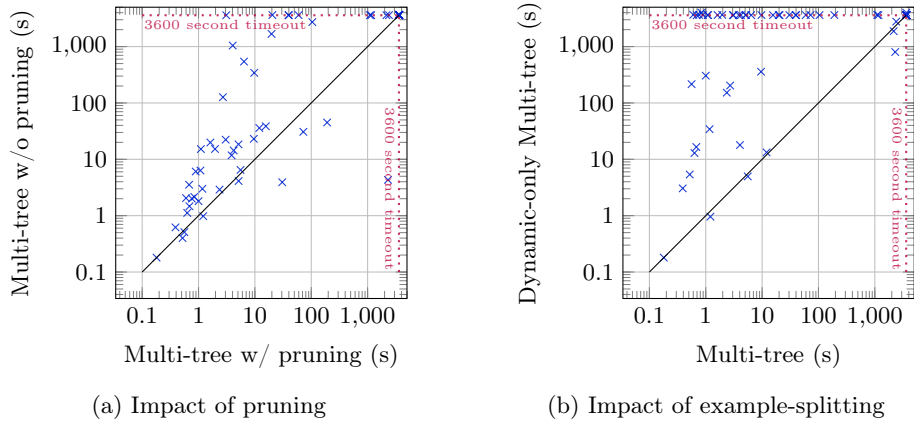 3600 second timeout
3600 second timeout
1,000
100
10
1
0.1
0.1 1 10 100 1,000
Multi-tree w/o pruning (s)
Multi-tree w/ pruning (s)
(a) Impact of pruning
3600 second timeout
3600 second timeout
1,000
100
10
1
0.1
0.1 1 10 100 1,000
Dynamic-only Multi-tree (s)
Multi-tree (s)
(b) Impact of example-splitting